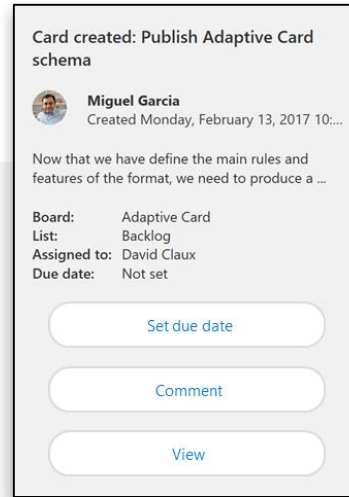 Card created: Publish Adaptive Card
schema
Miguel Garcia
Created Monday, February 13, 2017 10:...
Now that we have define the main rules and
features of the format, we need to produce a ...
Board: Adaptive Card
List: Backlog
Assigned to: David Claux
Due date: Not set
Set due date
Comment
View